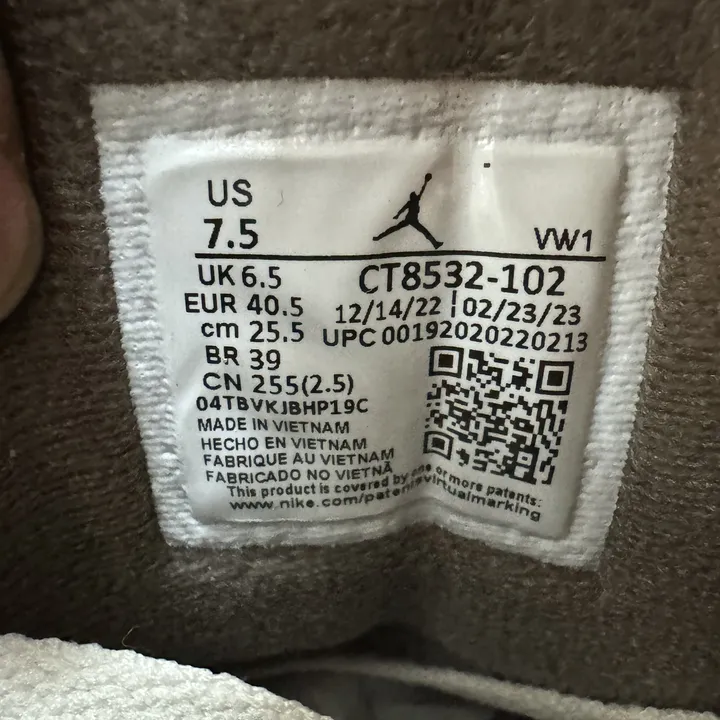 US
7.5
VW1
UK 6.5
CT8532-102
EUR 40.5
12/14/22 | 02/23/23
cm 25.5
UPC 00192020220213
BR 39
CN 255(2.5)
04TBVKJBHP19C
MADE IN VIETNAM
HECHO EN VIETNAM
FABRIQUE AU VIETNAM
FABRICADO NO VIETNÃ
This product is covered by one or more patents:
www.nike.com/patentsvirtualmarking